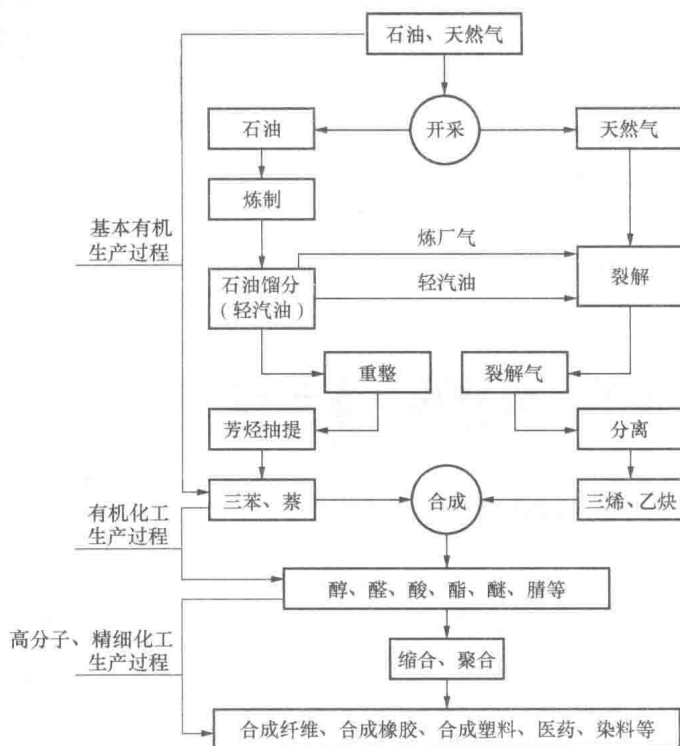 石油、天然气
石油
开采
天然气
炼制
基本有机
生产过程
炼厂气
石油馏分
（轻汽油）
轻汽油
裂解
重整
裂解气
芳烃抽提
分离
三苯、萘
合成
三烯、乙炔
有机化工
生产过程
醇、醛、酸、酯、醚、腈等
高分子、精细化工
生产过程
缩合、聚合
合成纤维、合成橡胶、合成塑料、医药、染料等